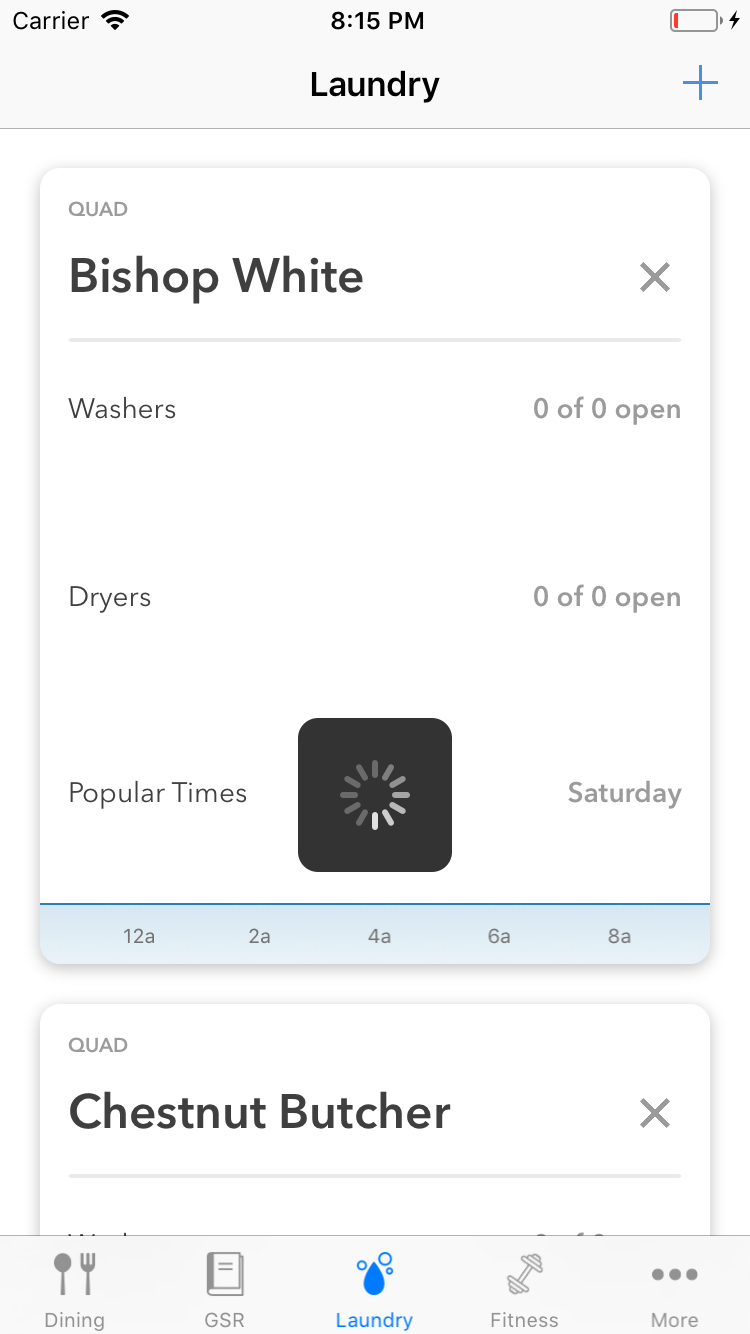 Carrier 8:15 PM
Laundry
QUAD
Bishop White
Washers 0 of 0 open
Dryers 0 of 0 open
Popular Times Saturday
12a 2a 4a 6a 8a
QUAD
Chestnut Butcher
Dining GSR Laundry Fitness More